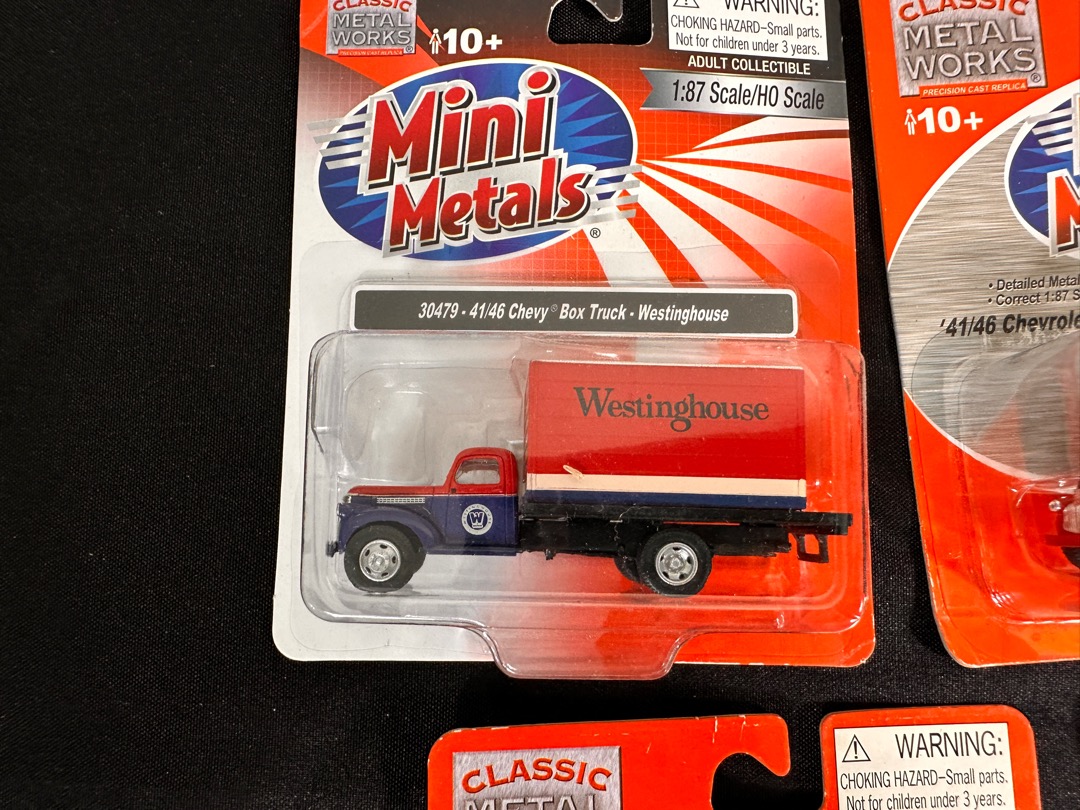 CLASSIC
METAL
WORKS®
PRECISION CAST REPLICA
10+
WARNING:
CHOKING HAZARD–Small parts.
Not for children under 3 years.
ADULT COLLECTIBLE
1:87 Scale/HO Scale
Mini
Metals®
30479 - 41/46 Chevy® Box Truck - Westinghouse
Westinghouse
W
CLASSIC
METAL
WORKS®
PRECISION CAST REPLICA
10+
M
• Detailed Metal
• Correct 1:87 S
'41/46 Chevrole
CLASSIC
METAL
WARNING:
CHOKING HAZARD–Small parts.
Not for children under 3 years.